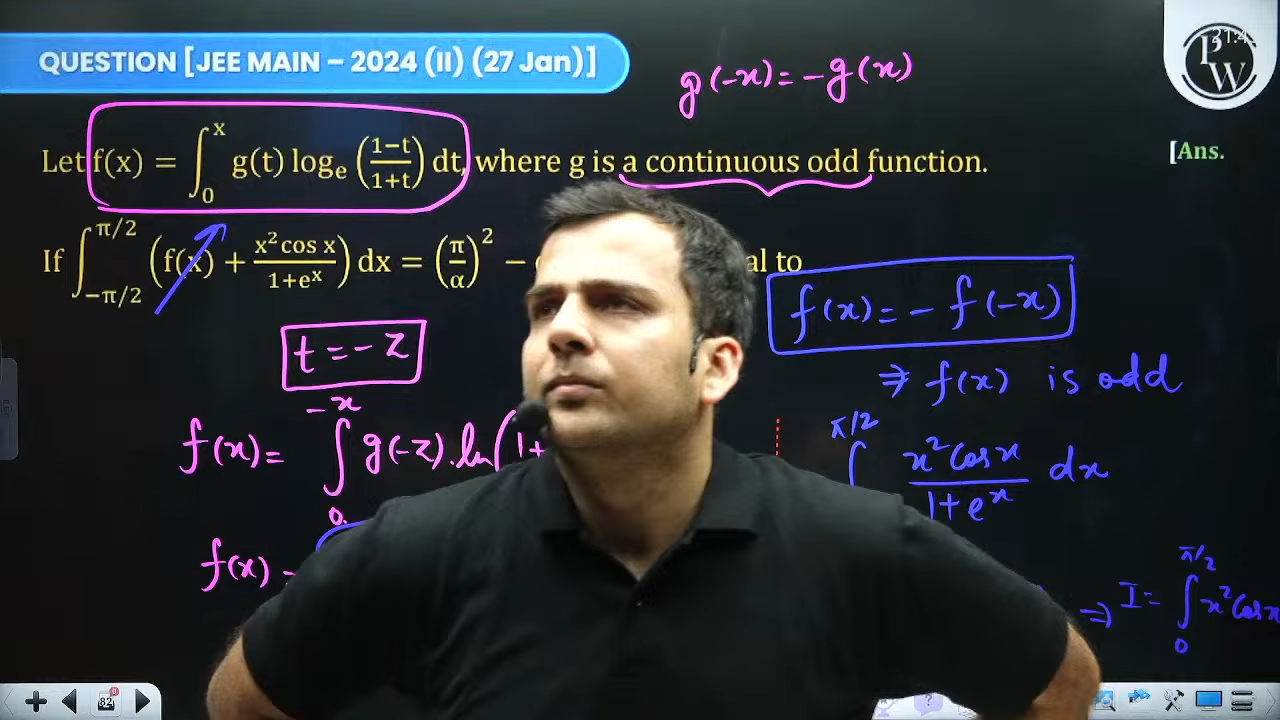 QUESTION [JEE MAIN – 2024 (II) (27 Jan)]
g(-x) = -g(x)
PW
Let f(x) = ∫₀ˣ g(t) logₑ((1−t)/(1+t)) dt, where g is a continuous odd function.
[Ans.
If ∫_{−π/2}^{π/2} (f(x) + (x² cos x)/(1+eˣ)) dx = (π/α)² −
al to
f(x) = - f(-x)
t = -z
⇒ f(x) is odd
f(x) = ∫₀^{-x} g(-z). ln(1+
∫^{π/2} (x² Cos x)/(1+eˣ) dx
f(x)
⇒ I = ∫₀^{π/2} x² Cos x
82